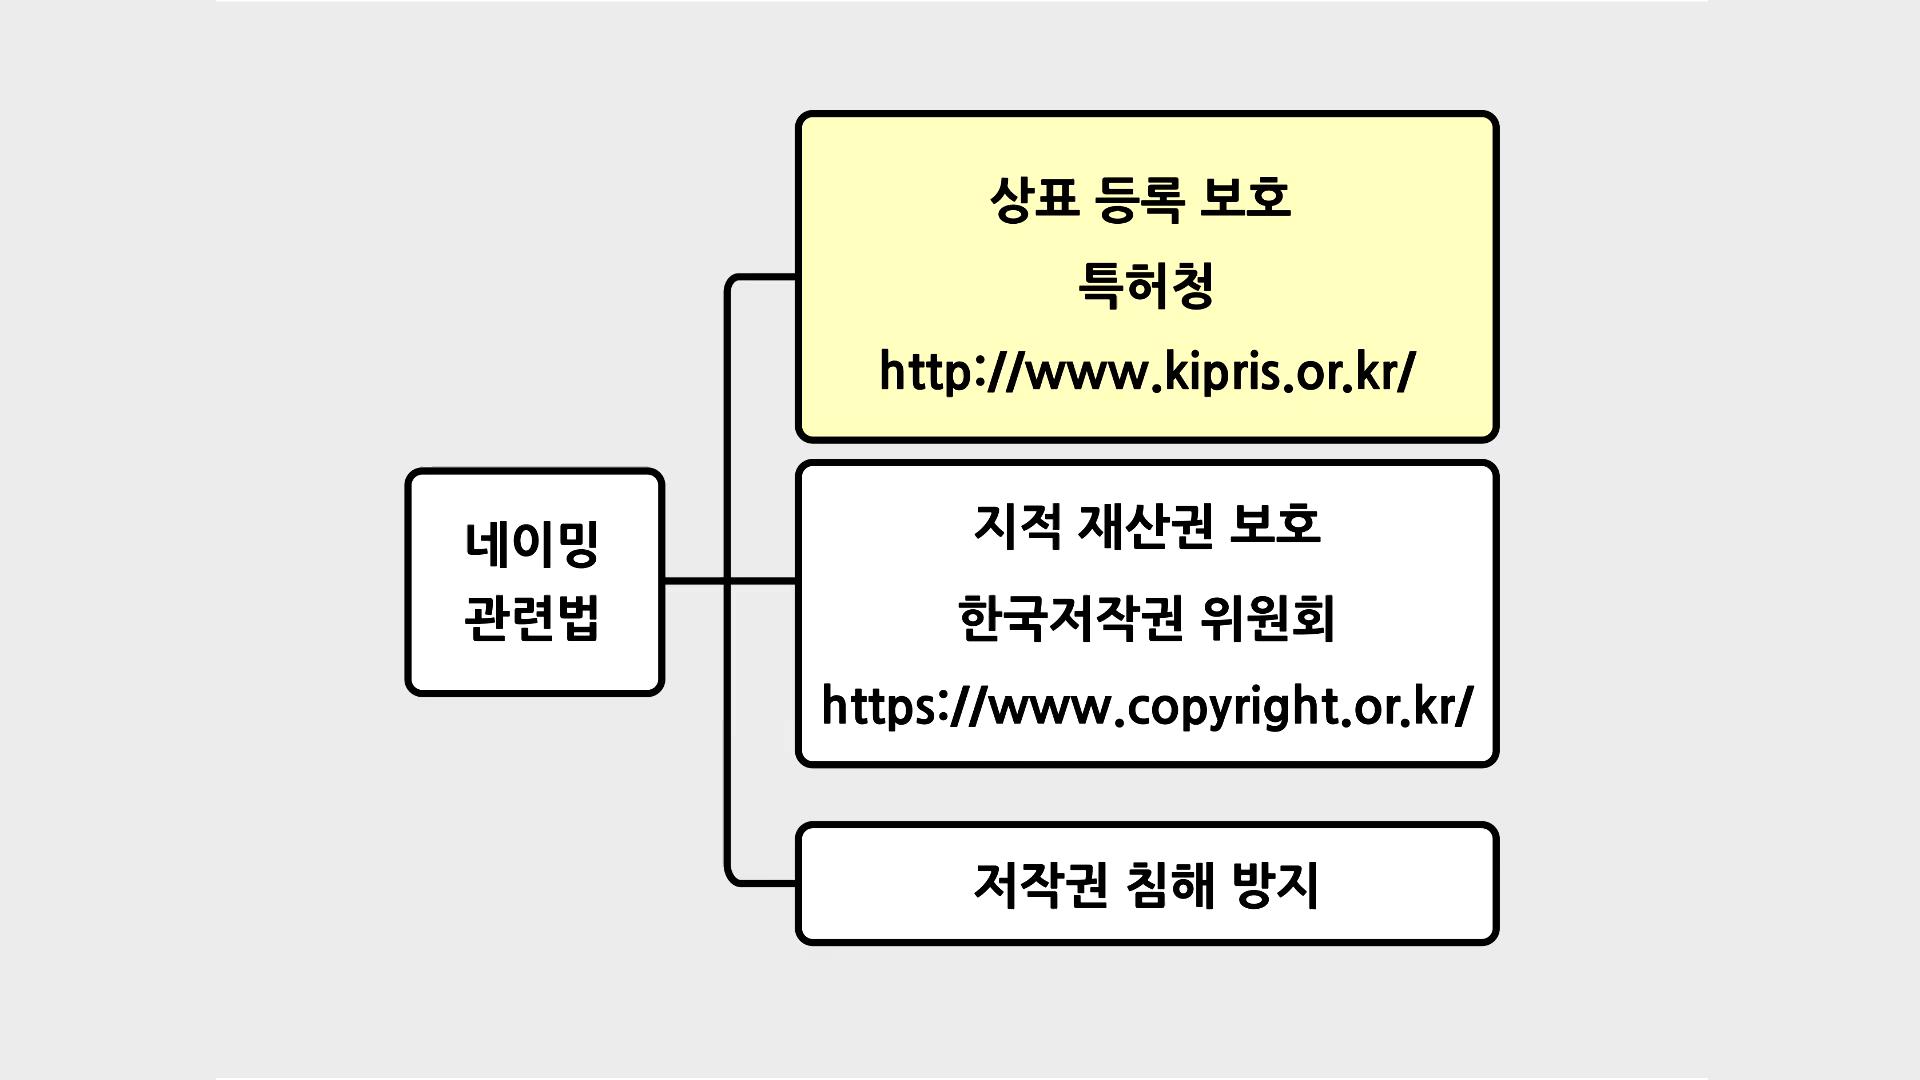 네이밍
관련법
상표 등록 보호
특허청
http://www.kipris.or.kr/
지적 재산권 보호
한국저작권 위원회
https://www.copyright.or.kr/
저작권 침해 방지